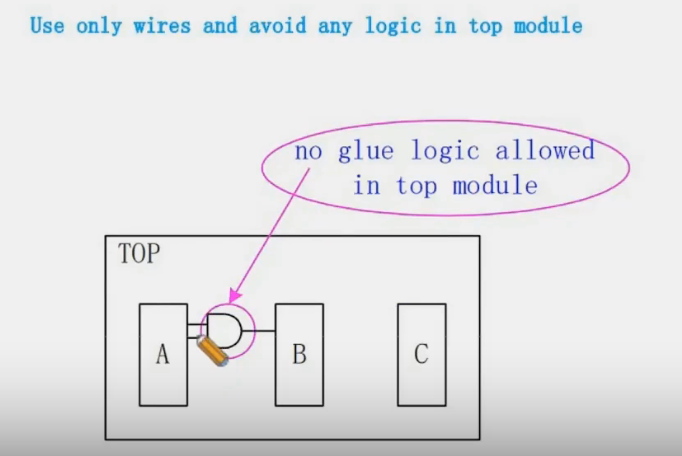 Use only wires and avoid any logic in top module
no glue logic allowed
in top module
TOP
A
B
C